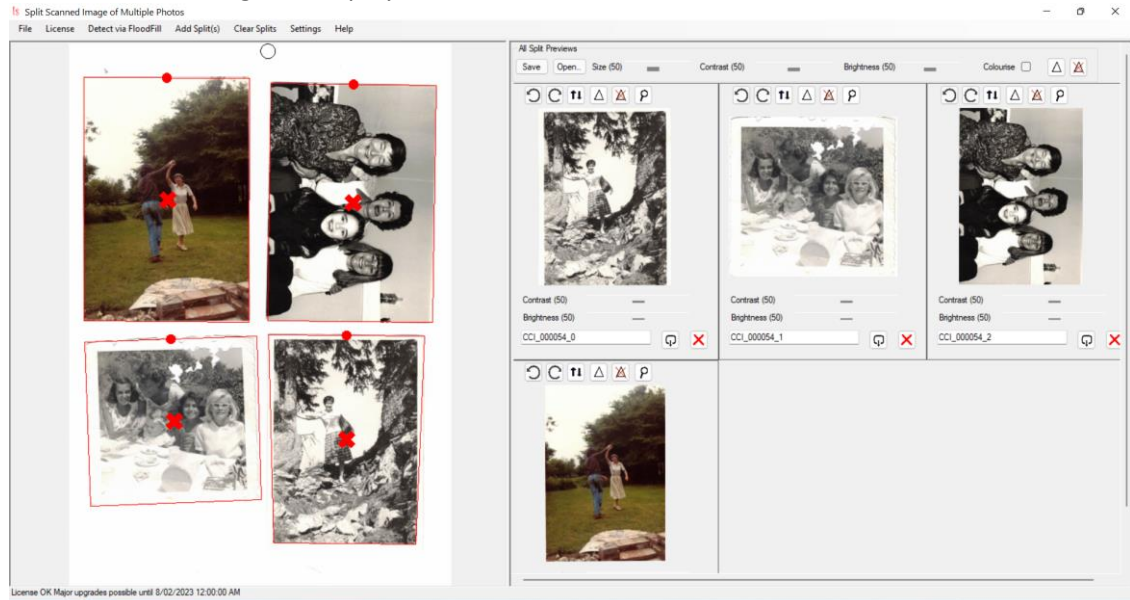 Split Scanned Image of Multiple Photos
File License Detect via FloodFill Add Split(s) Clear Splits Settings Help
All Split Previews
Save Open.. Size (50) Contrast (50) Brightness (50) Colourise
Contrast (50)
Brightness (50)
CCI_000054_0
Contrast (50)
Brightness (50)
CCI_000054_1
Contrast (50)
Brightness (50)
CCI_000054_2
License OK Major upgrades possible until 8/02/2023 12:00:00 AM